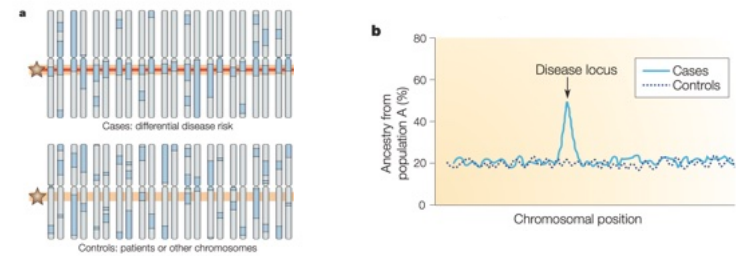 a
Cases: differential disease risk
Controls: patients or other chromosomes
b
Ancestry from
population A (%)
80
60
40
20
0
Disease locus
Cases
Controls
Chromosomal position